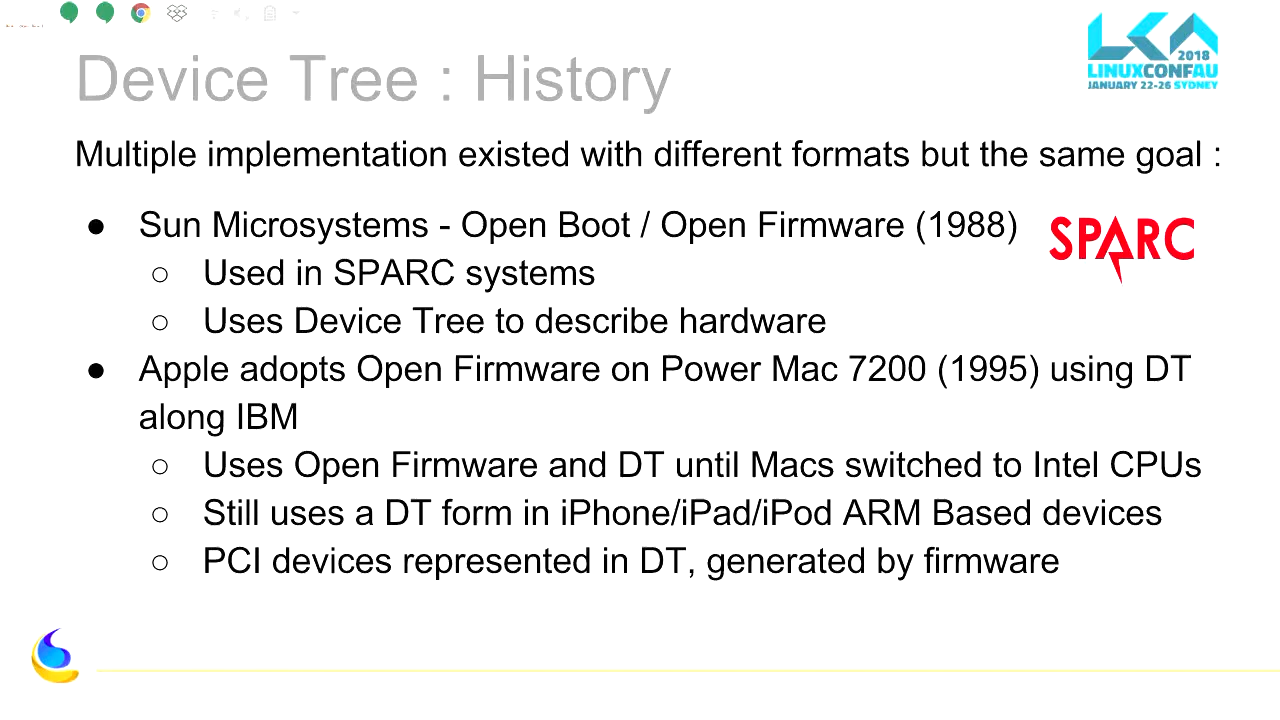 Device Tree : History
2018
LINUXCONFAU
JANUARY 22-26 SYDNEY
Multiple implementation existed with different formats but the same goal :
● Sun Microsystems - Open Boot / Open Firmware (1988)
SPARC
○ Used in SPARC systems
○ Uses Device Tree to describe hardware
● Apple adopts Open Firmware on Power Mac 7200 (1995) using DT
along IBM
○ Uses Open Firmware and DT until Macs switched to Intel CPUs
○ Still uses a DT form in iPhone/iPad/iPod ARM Based devices
○ PCI devices represented in DT, generated by firmware